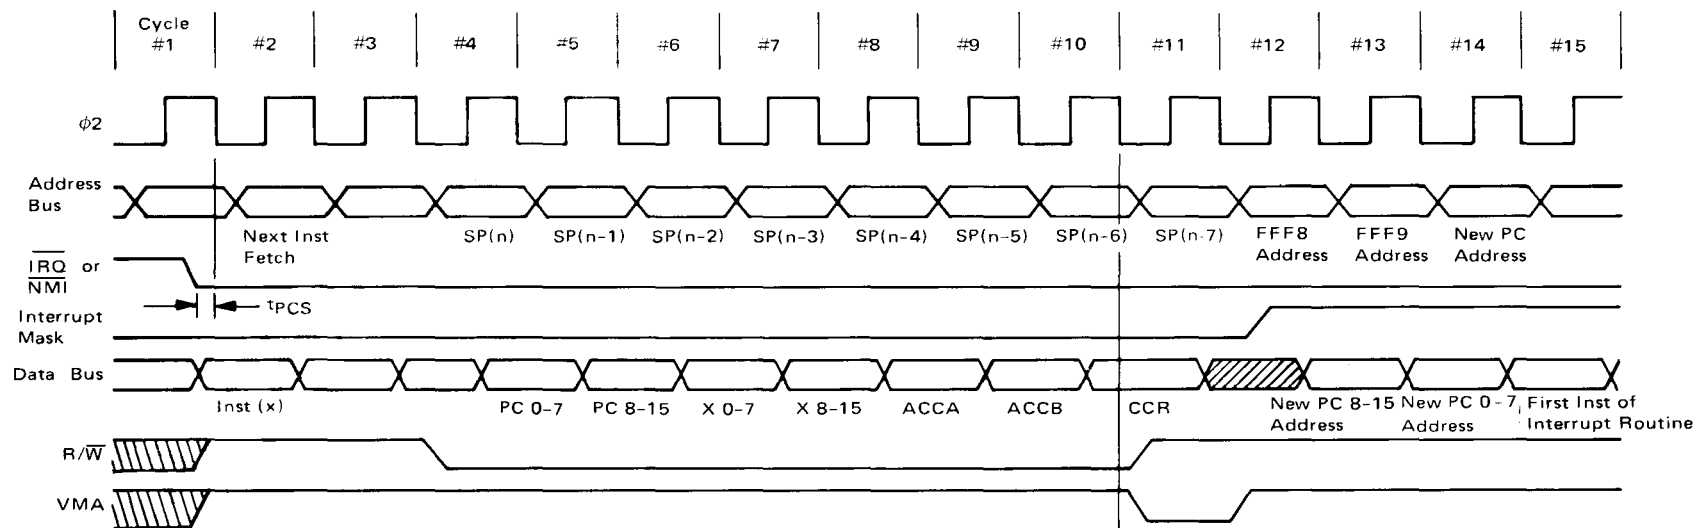 Cycle
#1 #2 #3 #4 #5 #6 #7 #8 #9 #10 #11 #12 #13 #14 #15
ϕ2
Address
Bus
Next Inst
Fetch
SP(n) SP(n-1) SP(n-2) SP(n-3) SP(n-4) SP(n-5) SP(n-6) SP(n-7)
FFF8
Address
FFF9
Address
New PC
Address
IRQ or
NMI
tPCS
Interrupt
Mask
Data Bus
Inst (x) PC 0-7 PC 8-15 X 0-7 X 8-15 ACCA ACCB CCR
New PC 8-15
Address
New PC 0-7
Address
First Inst of
Interrupt Routine
R/W
VMA